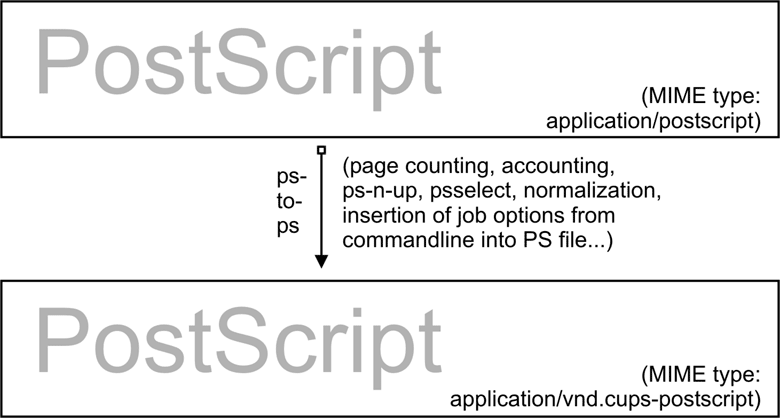 PostScript
(MIME type:
application/postscript)
ps-
to-
ps
(page counting, accounting,
ps-n-up, psselect, normalization,
insertion of job options from
commandline into PS file...)
PostScript
(MIME type:
application/vnd.cups-postscript)